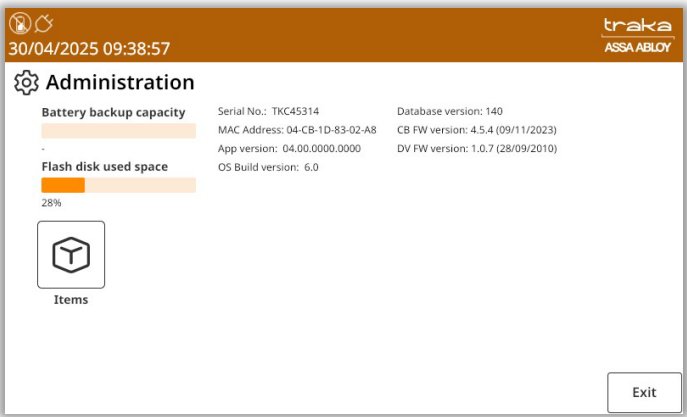 traka
30/04/2025 09:38:57
ASSA ABLOY
Administration
Battery backup capacity
-
Flash disk used space
28%
Serial No.: TKC45314
MAC Address: 04-CB-1D-83-02-A8
App version: 04.00.0000.0000
OS Build version: 6.0
Database version: 140
CB FW version: 4.5.4 (09/11/2023)
DV FW version: 1.0.7 (28/09/2010)
Items
Exit